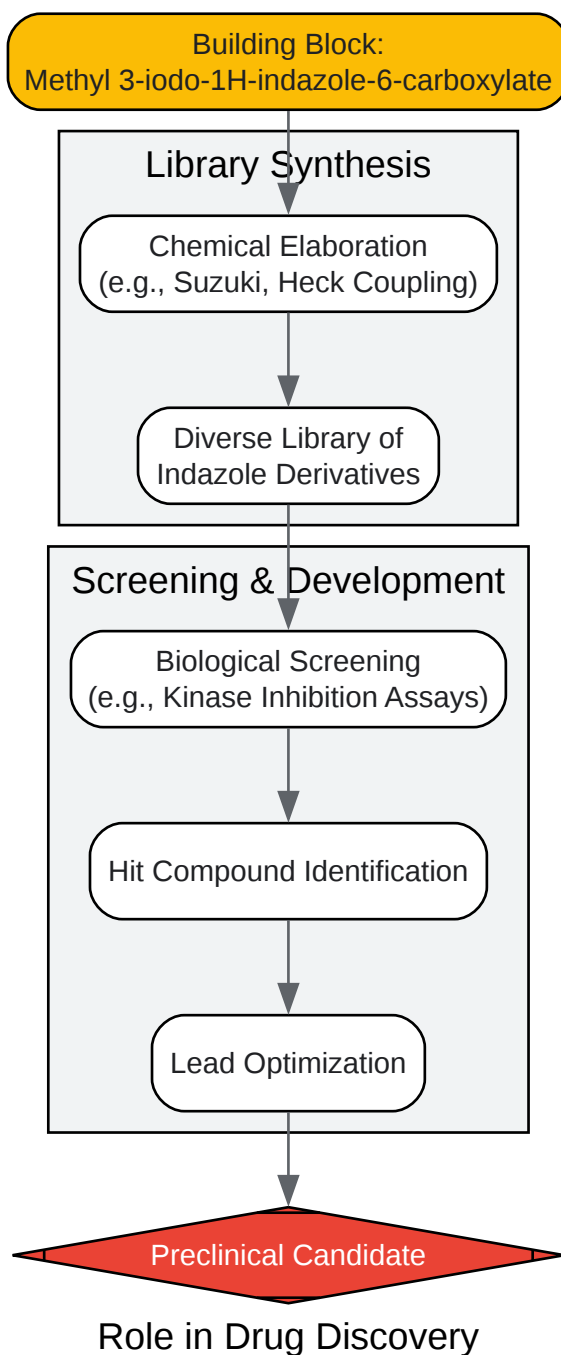 Building Block:
Methyl 3-iodo-1H-indazole-6-carboxylate
Library Synthesis
Chemical Elaboration
(e.g., Suzuki, Heck Coupling)
Diverse Library of
Indazole Derivatives
Screening & Development
Biological Screening
(e.g., Kinase Inhibition Assays)
Hit Compound Identification
Lead Optimization
Preclinical Candidate
Role in Drug Discovery